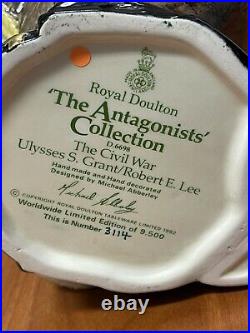 Royal Doulton
'The Antagonists'
Collection
D.6698
The Civil War
Ulysses S. Grant/Robert E. Lee
Hand made and Hand decorated
Designed by Michael Abberley
Michael Abberley
© COPYRIGHT ROYAL DOULTON TABLEWARE LIMITED 1982
Worldwide Limited Edition of 9,500
This is Number 3114